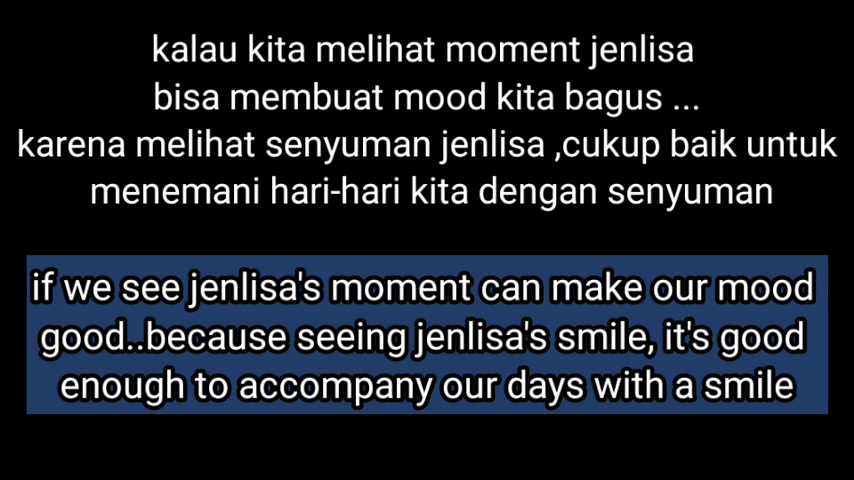 kalau kita melihat moment jenlisa
bisa membuat mood kita bagus ...
karena melihat senyuman jenlisa ,cukup baik untuk
menemani hari-hari kita dengan senyuman
if we see jenlisa's moment can make our mood
good..because seeing jenlisa's smile, it's good
enough to accompany our days with a smile